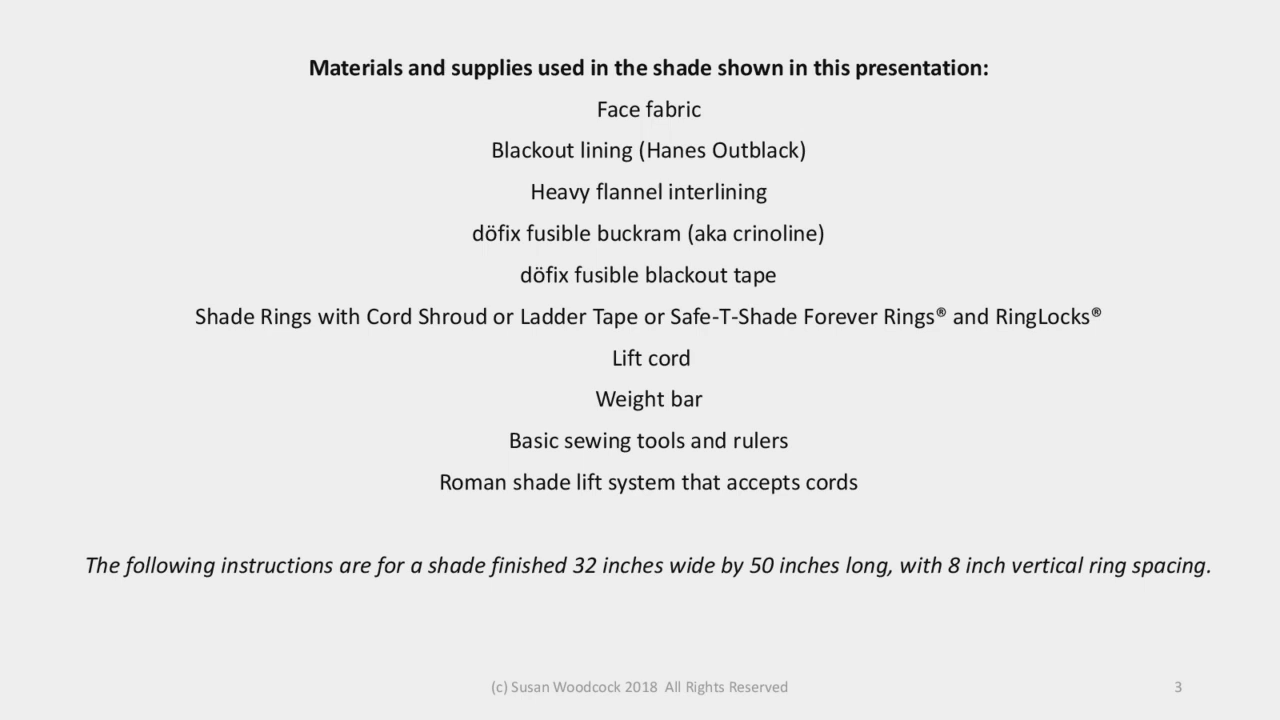 Materials and supplies used in the shade shown in this presentation:
Face fabric
Blackout lining (Hanes Outblack)
Heavy flannel interlining
döfix fusible buckram (aka crinoline)
döfix fusible blackout tape
Shade Rings with Cord Shroud or Ladder Tape or Safe-T-Shade Forever Rings® and RingLocks®
Lift cord
Weight bar
Basic sewing tools and rulers
Roman shade lift system that accepts cords
The following instructions are for a shade finished 32 inches wide by 50 inches long, with 8 inch vertical ring spacing.
(c) Susan Woodcock 2018  All Rights Reserved
3